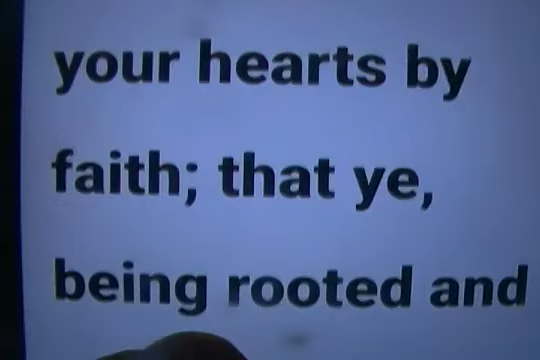 your hearts by
faith; that ye,
being rooted and